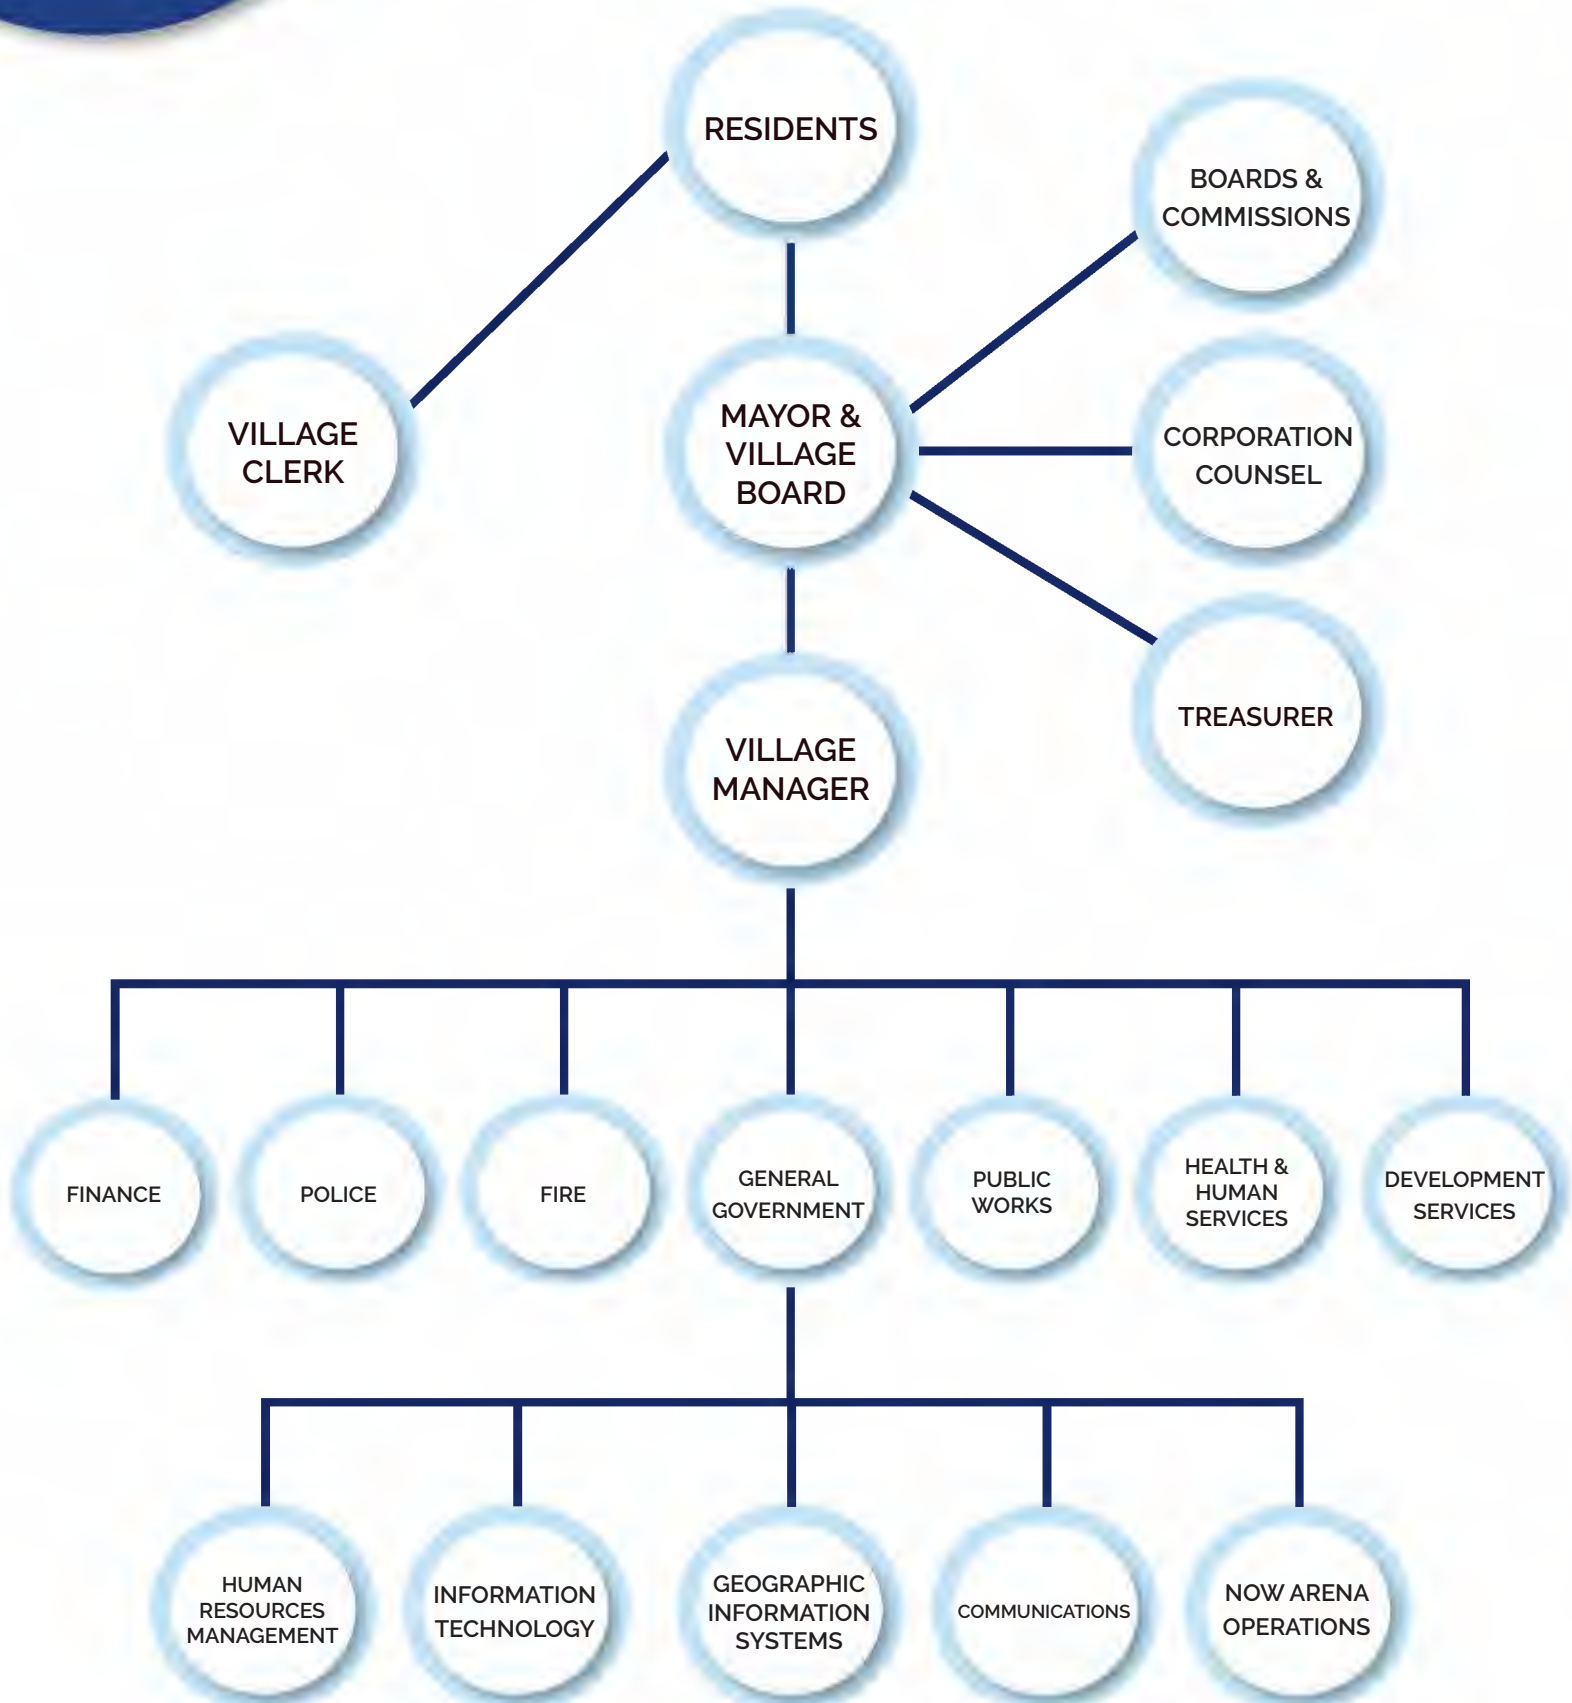 RESIDENTS
BOARDS &
COMMISSIONS
VILLAGE
CLERK
MAYOR &
VILLAGE
BOARD
CORPORATION
COUNSEL
TREASURER
VILLAGE
MANAGER
FINANCE
POLICE
FIRE
GENERAL
GOVERNMENT
PUBLIC
WORKS
HEALTH &
HUMAN
SERVICES
DEVELOPMENT
SERVICES
HUMAN
RESOURCES
MANAGEMENT
INFORMATION
TECHNOLOGY
GEOGRAPHIC
INFORMATION
SYSTEMS
COMMUNICATIONS
NOW ARENA
OPERATIONS